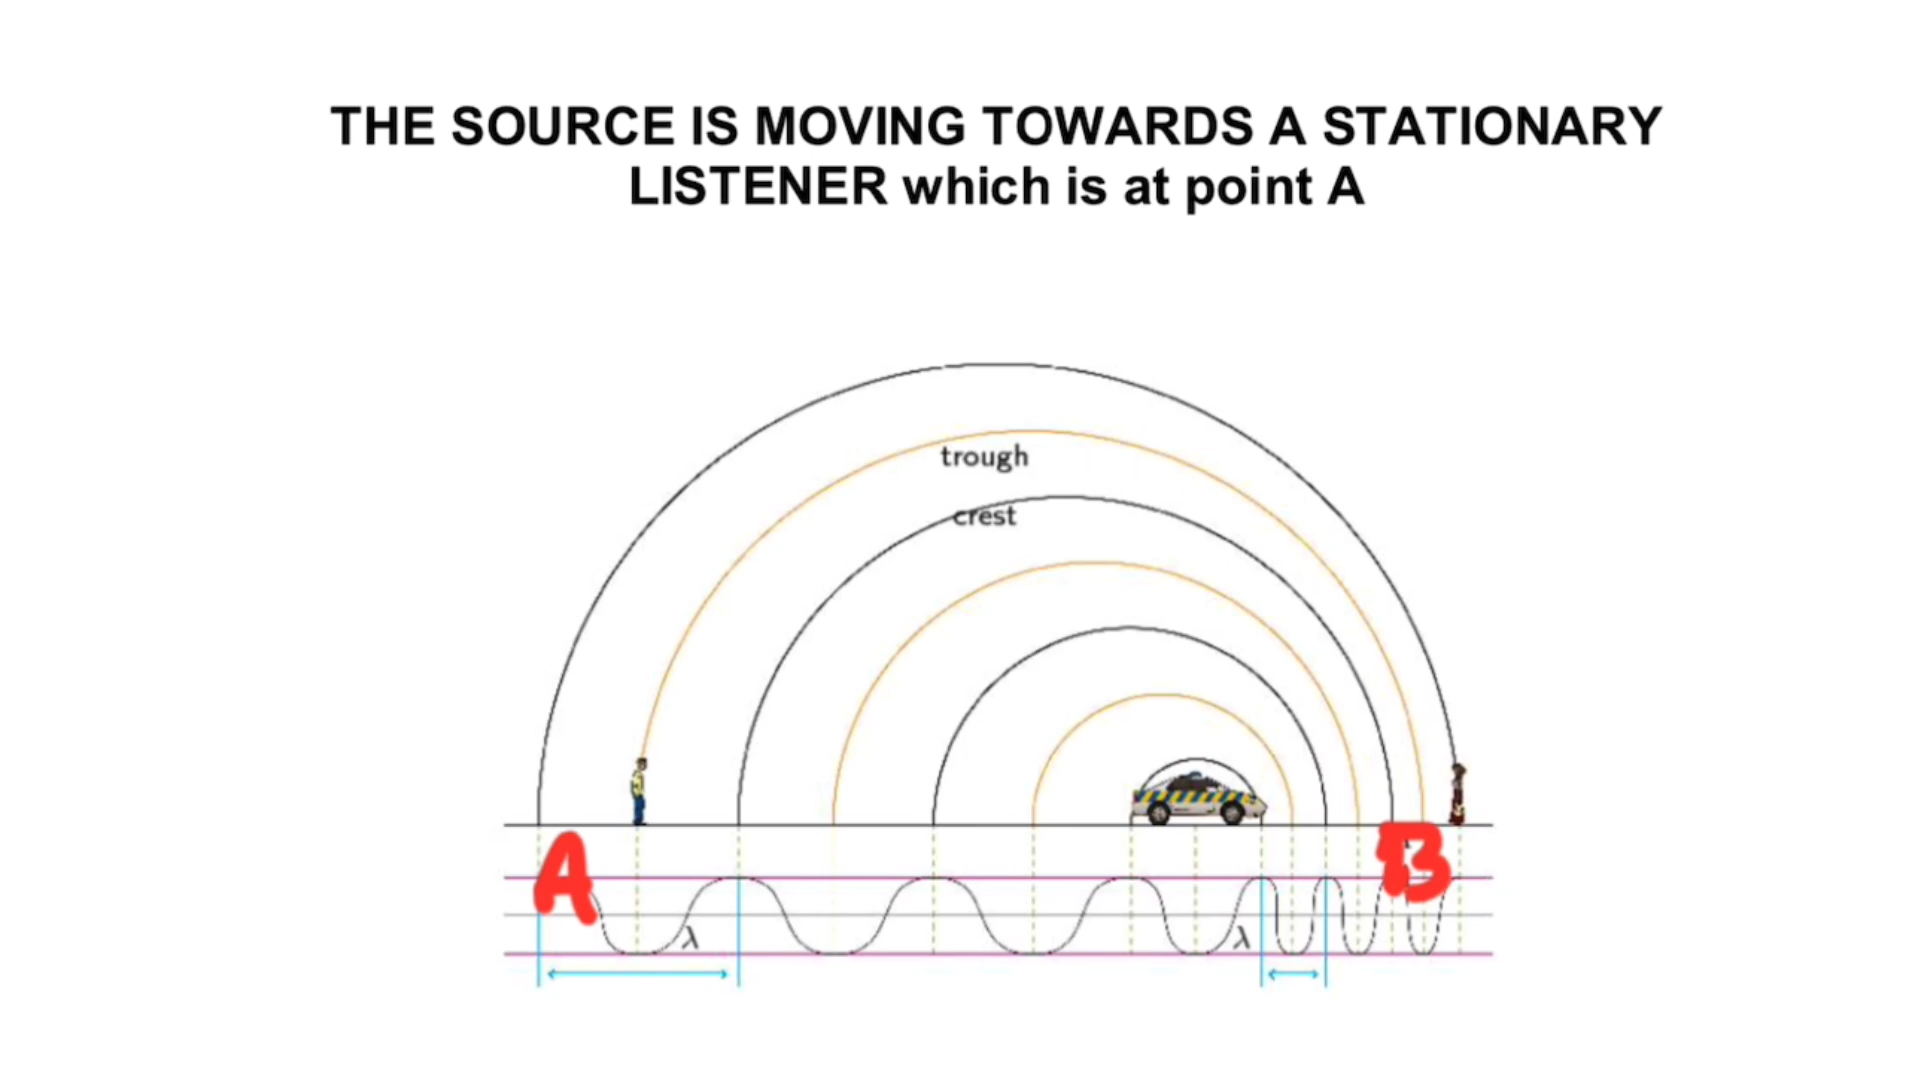 THE SOURCE IS MOVING TOWARDS A STATIONARY
LISTENER which is at point A
trough
crest
A
B
λ
λ